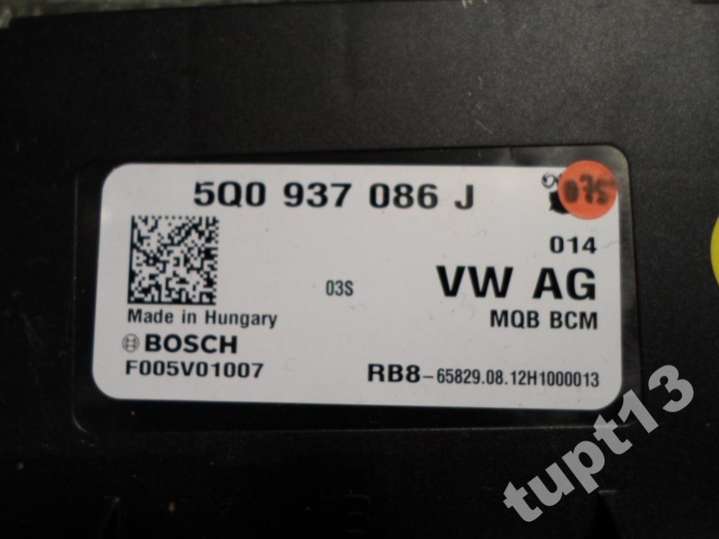 5Q0 937 086 J
075
014
03S
VW AG
Made in Hungary
MQB BCM
BOSCH
F005V01007
RB8-65829.08.12H1000013
tupt13